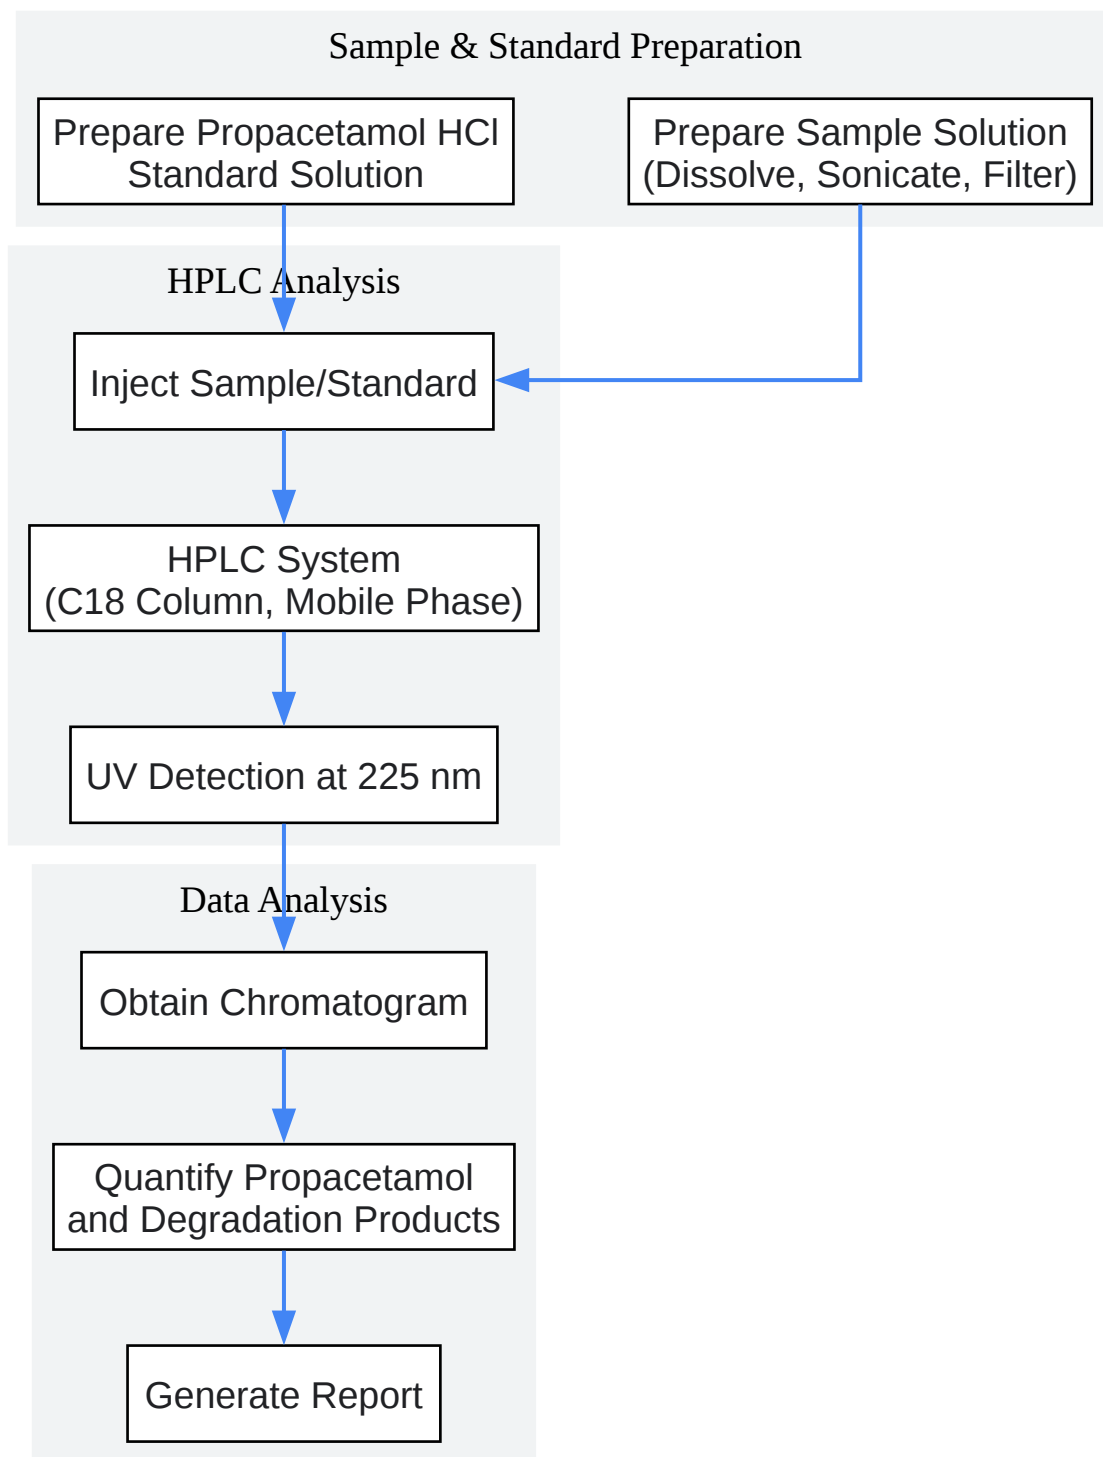 Sample & Standard Preparation
Prepare Propacetamol HCl
Standard Solution
Prepare Sample Solution
(Dissolve, Sonicate, Filter)
HPLC Analysis
Inject Sample/Standard
HPLC System
(C18 Column, Mobile Phase)
UV Detection at 225 nm
Data Analysis
Obtain Chromatogram
Quantify Propacetamol
and Degradation Products
Generate Report